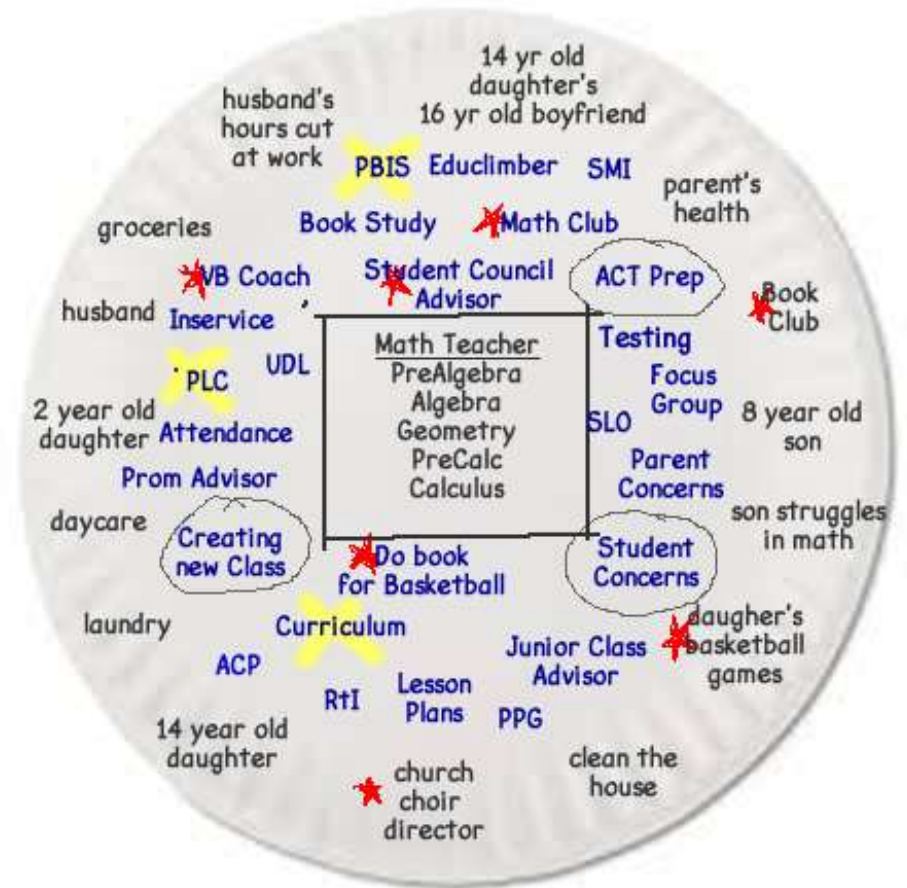 14 yr old
daughter's
16 yr old boyfriend
husband's
hours cut
at work
PBIS
Educlimber
SMI
parent's
health
groceries
Book Study
Math Club
VB Coach
Student Council
Advisor
ACT Prep
Book
Club
husband
Inservice
UDL
PLC
Math Teacher
PreAlgebra
Algebra
Geometry
PreCalc
Calculus
Testing
Focus
Group
SLO
8 year old
son
2 year old
daughter
Attendance
Prom Advisor
Parent
Concerns
daycare
Creating
new Class
Do book
for Basketball
Student
Concerns
son struggles
in math
laundry
Curriculum
ACP
RtI
Lesson
Plans
PPG
Junior Class
Advisor
daugher's
basketball
games
14 year old
daughter
church
choir
director
clean the
house